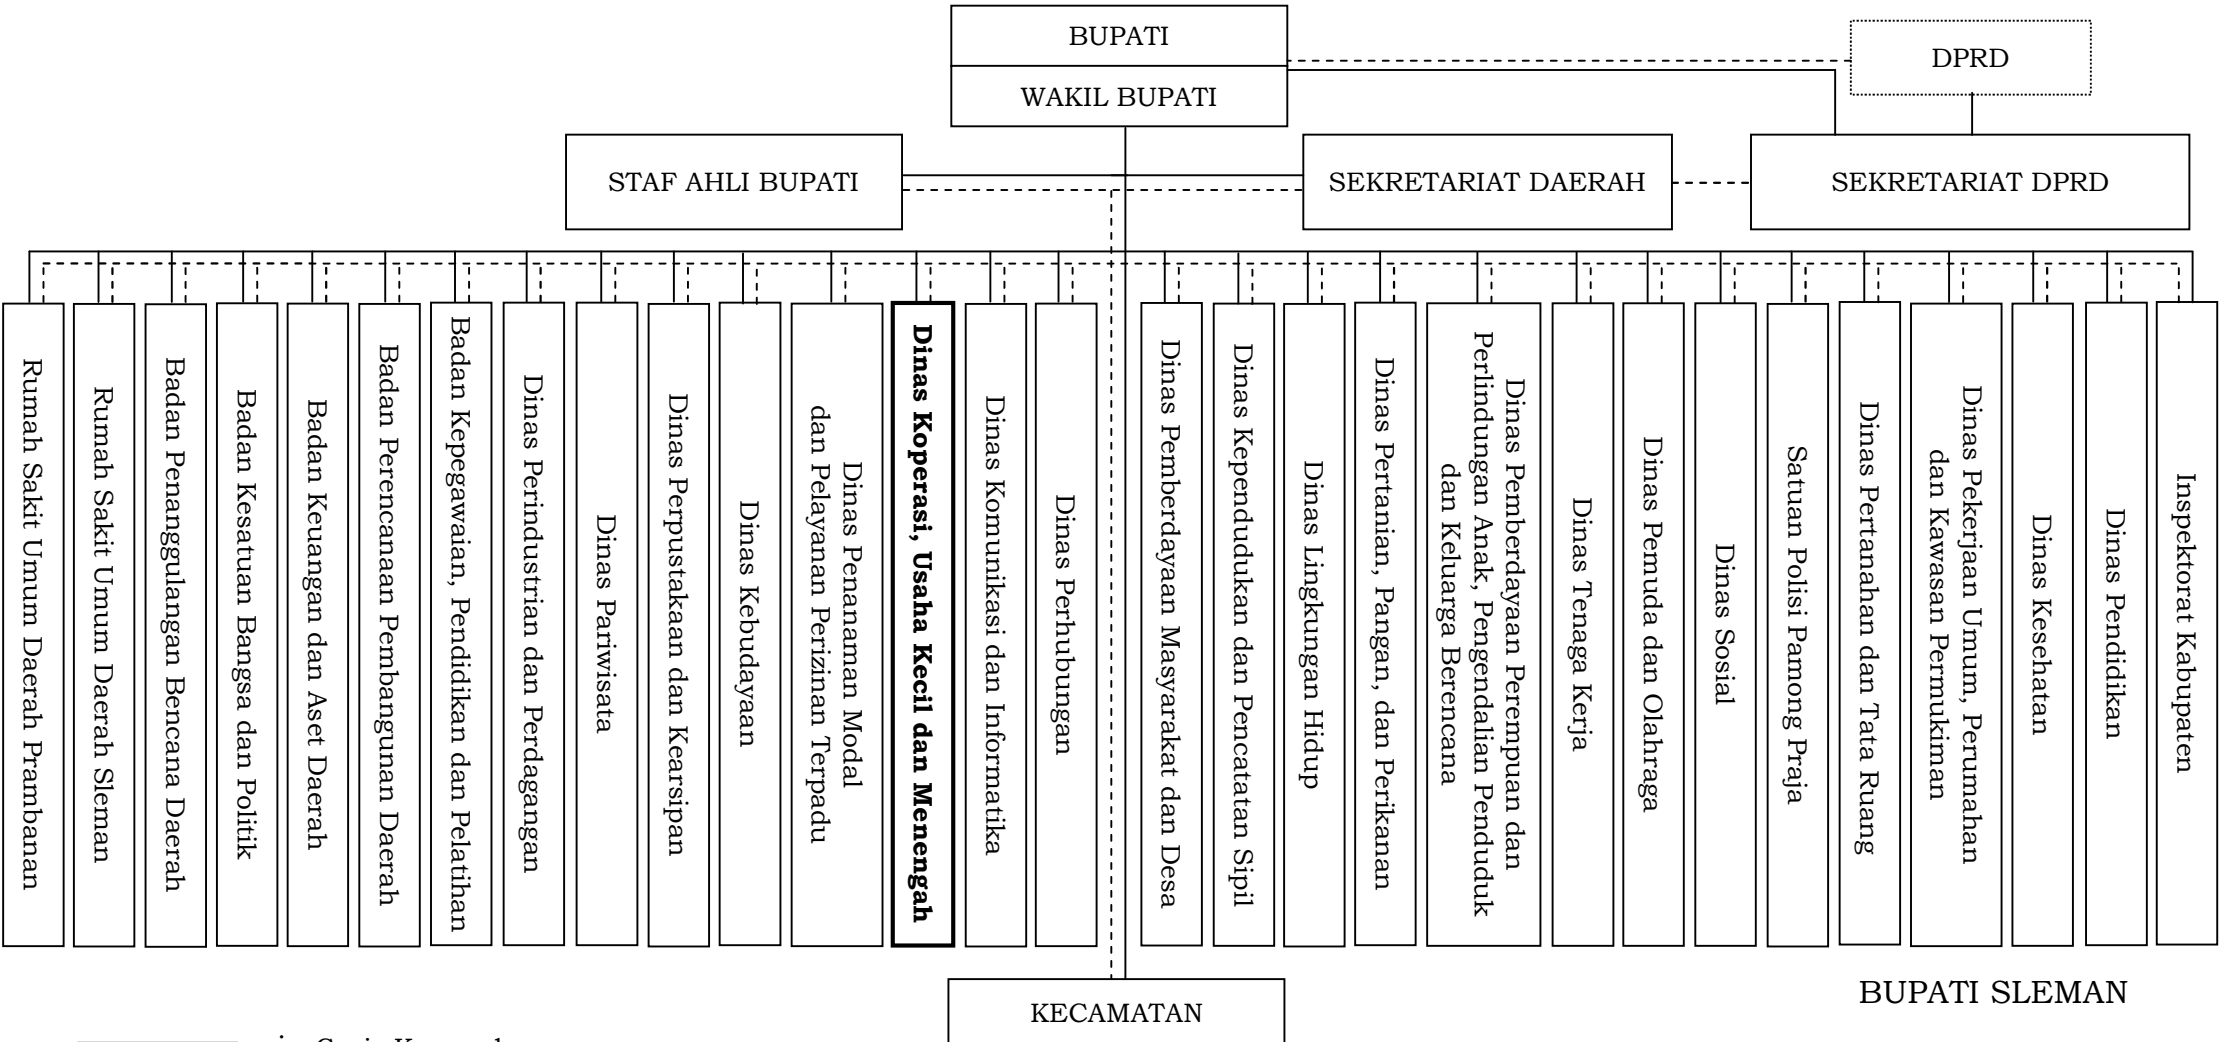 BUPATI
DPRD
WAKIL BUPATI
STAF AHLI BUPATI
SEKRETARIAT DAERAH
SEKRETARIAT DPRD
Rumah Sakit Umum Daerah Prambanan
Rumah Sakit Umum Daerah Sleman
Badan Penanggulangan Bencana Daerah
Badan Kesatuan Bangsa dan Politik
Badan Keuangan dan Aset Daerah
Badan Perencanaan Pembangunan Daerah
Badan Kepegawaian, Pendidikan dan Pelatihan
Dinas Perindustrian dan Perdagangan
Dinas Pariwisata
Dinas Perpustakaan dan Kearsipan
Dinas Kebudayaan
Dinas Penanaman Modal
dan Pelayanan Perizinan Terpadu
Dinas Koperasi, Usaha Kecil dan Menengah
Dinas Komunikasi dan Informatika
Dinas Perhubungan
Dinas Pemberdayaan Masyarakat dan Desa
Dinas Kependudukan dan Pencatatan Sipil
Dinas Lingkungan Hidup
Dinas Pertanian, Pangan, dan Perikanan
Dinas Pemberdayaan Perempuan dan
Perlindungan Anak, Pengendalian Penduduk
dan Keluarga Berencana
Dinas Tenaga Kerja
Dinas Pemuda dan Olahraga
Dinas Sosial
Satuan Polisi Pamong Praja
Dinas Pertanahan dan Tata Ruang
Dinas Pekerjaan Umum, Perumahan
dan Kawasan Permukiman
Dinas Kesehatan
Dinas Pendidikan
Inspektorat Kabupaten
BUPATI SLEMAN
KECAMATAN